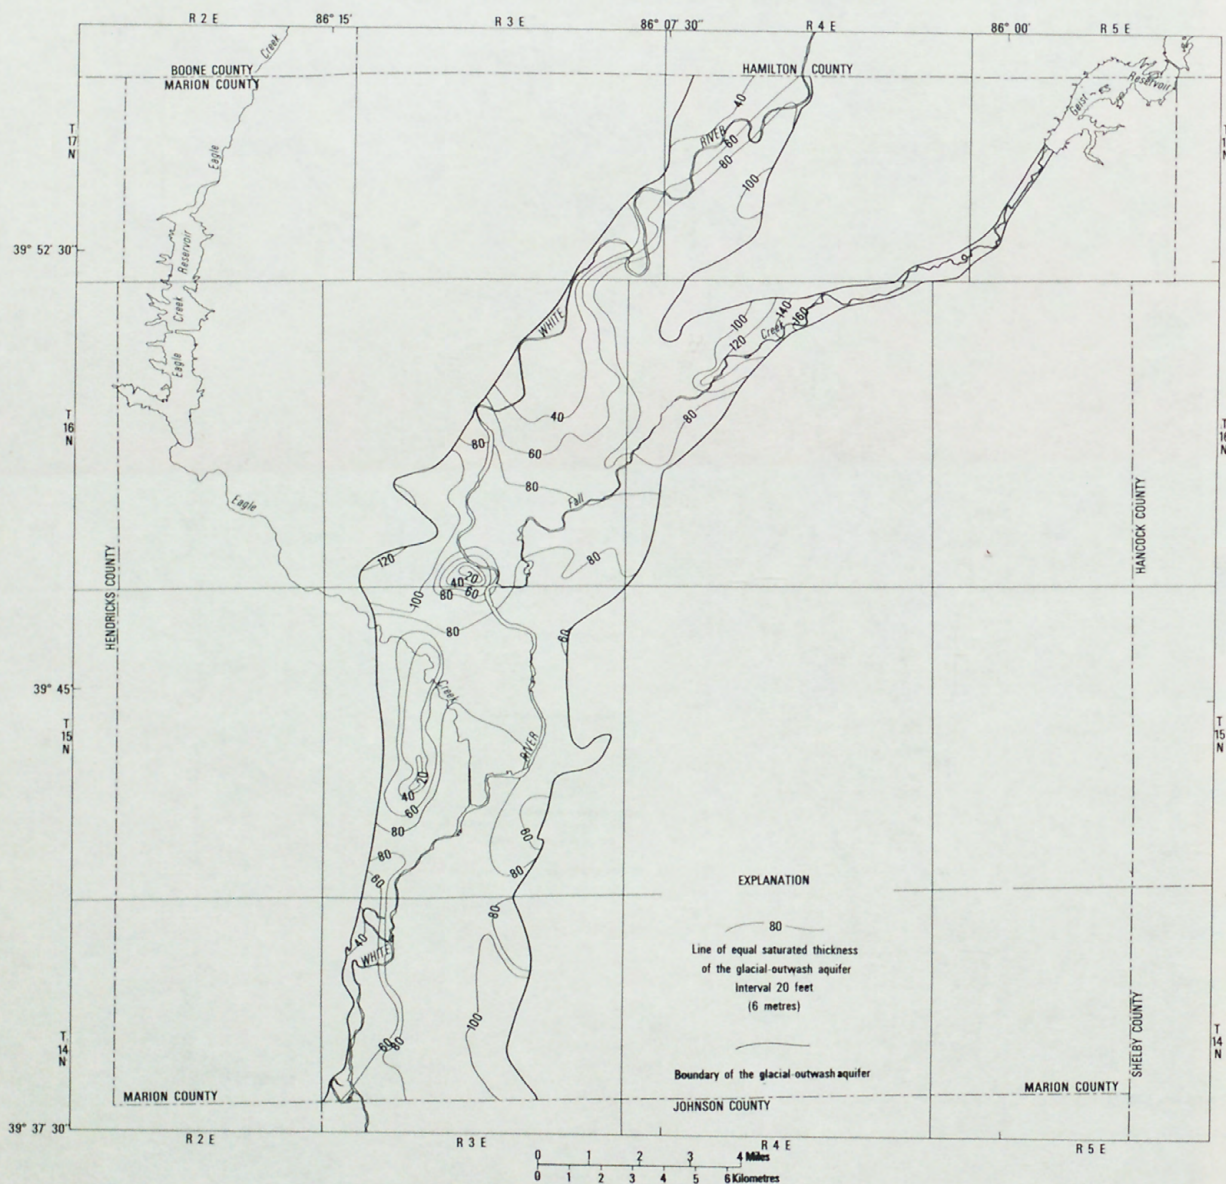 R 2 E
86° 15'
R 3 E
86° 07' 30"
R 4 E
86° 00'
R 5 E
Creek
BOONE COUNTY
MARION COUNTY
HAMILTON COUNTY
Geist Reservoir
T 17 N
Eagle
40
RIVER
60
80
100
39° 52' 30"
Eagle Creek Reservoir
WHITE
100
140
160
Creek
120
T 16 N
T 16 N
40
80
80
60
80
Eagle
Fall
HENDRICKS COUNTY
HANCOCK COUNTY
120
80
20
40
60
80
100
80
60
39° 45'
Creek
T 15 N
T 15 N
RIVER
20
40
60
80
60
80
80
60
EXPLANATION
80
80
Line of equal saturated thickness
of the glacial-outwash aquifer
Interval 20 feet
(6 metres)
40
WHITE
100
SHELBY COUNTY
T 14 N
T 14 N
60
80
Boundary of the glacial-outwash aquifer
MARION COUNTY
MARION COUNTY
JOHNSON COUNTY
39° 37' 30"
R 2 E
R 3 E
R 4 E
R 5 E
0 1 2 3 4 Miles
0 1 2 3 4 5 6 Kilometres